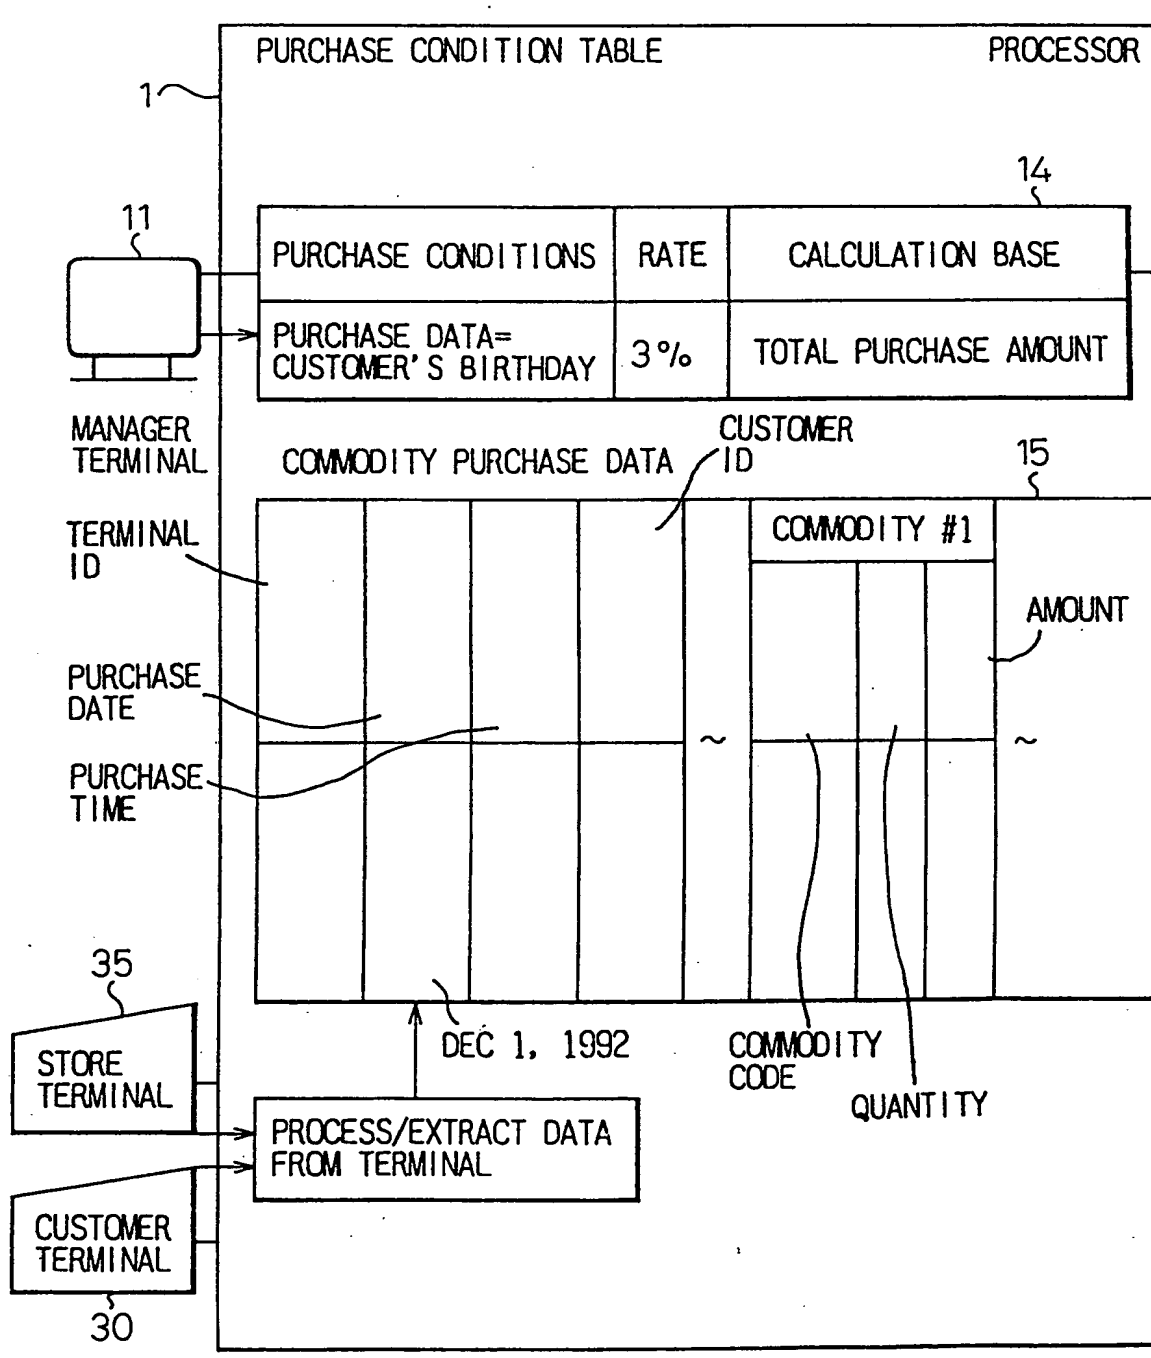 PURCHASE CONDITION TABLE
PROCESSOR
1
14
11
PURCHASE CONDITIONS
RATE
CALCULATION BASE
PURCHASE DATA=
CUSTOMER'S BIRTHDAY
3%
TOTAL PURCHASE AMOUNT
MANAGER
TERMINAL
COMMODITY PURCHASE DATA
CUSTOMER
ID
15
TERMINAL
ID
COMMODITY #1
AMOUNT
PURCHASE
DATE
~
~
PURCHASE
TIME
35
STORE
TERMINAL
DEC 1, 1992
COMMODITY
CODE
QUANTITY
PROCESS/EXTRACT DATA
FROM TERMINAL
CUSTOMER
TERMINAL
30